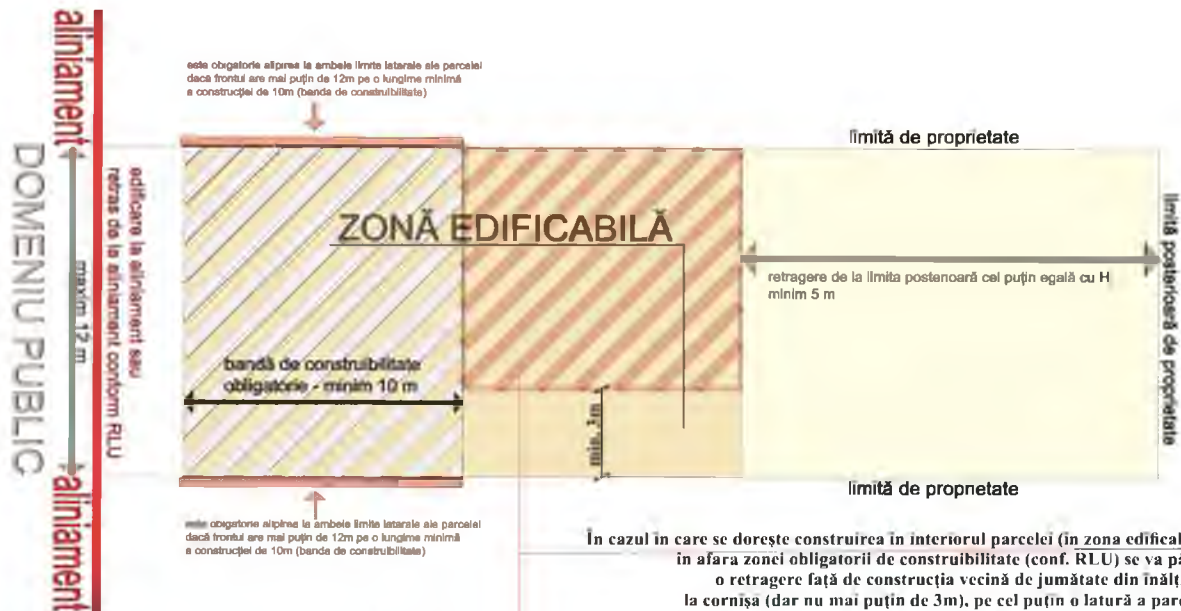 aliniament
DOMENIU PUBLIC
maxim 12 m
edificare la aliniament sau
retras de la aliniament conform RLU
aliniament
este obligatorie alipirea la ambele limite latarale ale parcelei
dacă frontul are mai puțin de 12m pe o lungime minimă
a construcției de 10m (banda de construibilitate)
limită de proprietate
ZONĂ EDIFICABILĂ
retragere de la limita posterioară cel puțin egală cu H
minim 5 m
limită posterioară de proprietate
bandă de construibilitate
obligatorie - minim 10 m
min. 3m
limită de proprietate
este obligatorie alipirea la ambele limite latarale ale parcelei
dacă frontul are mai puțin de 12m pe o lungime minimă
a construcției de 10m (banda de construibilitate)
În cazul în care se dorește construirea în interiorul parcelei (în zona edificab
în afara zonei obligatorii de construibilitate (conf. RLU) se va pă
o retragere față de construcția vecină de jumătate din înălț
la cornișa (dar nu mai puțin de 3m), pe cel puțin o latură a parc